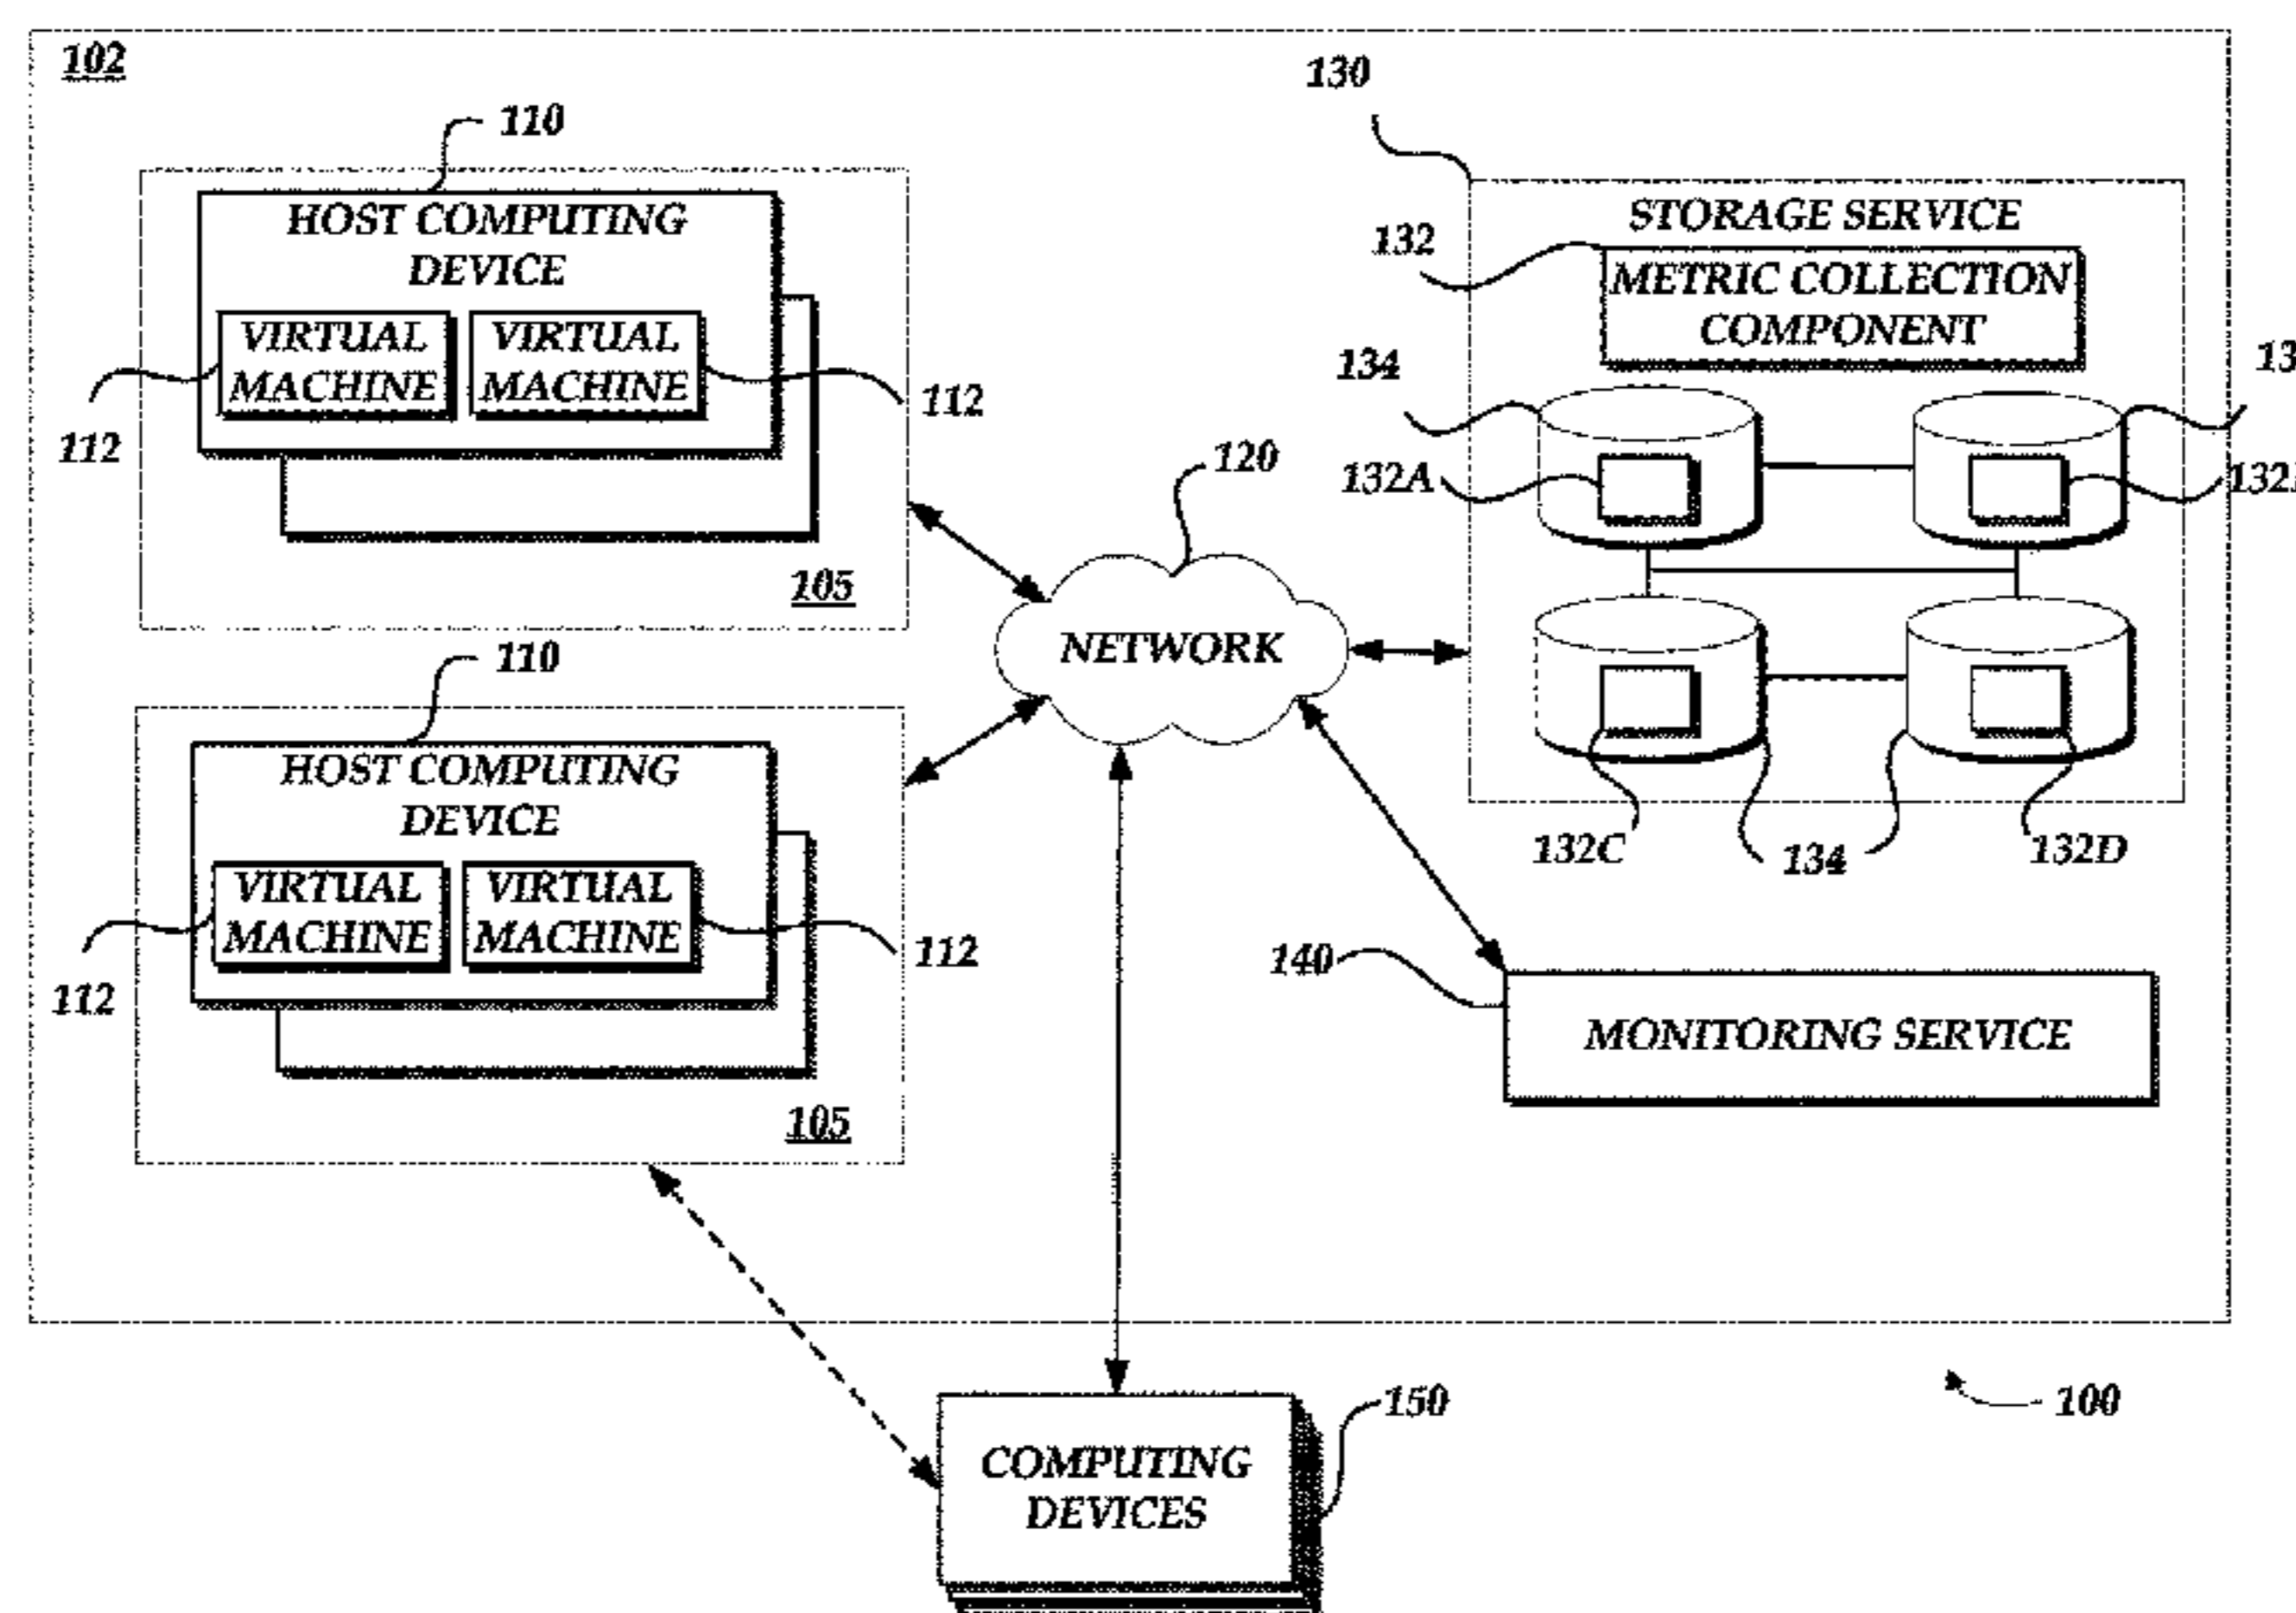 102
110
HOST COMPUTING
DEVICE
VIRTUAL
MACHINE
VIRTUAL
MACHINE
112
112
105
110
HOST COMPUTING
DEVICE
VIRTUAL
MACHINE
VIRTUAL
MACHINE
112
112
105
120
NETWORK
130
STORAGE SERVICE
132
METRIC COLLECTION
COMPONENT
134
132A
132C
134
132D
140
MONITORING SERVICE
150
COMPUTING
DEVICES
100